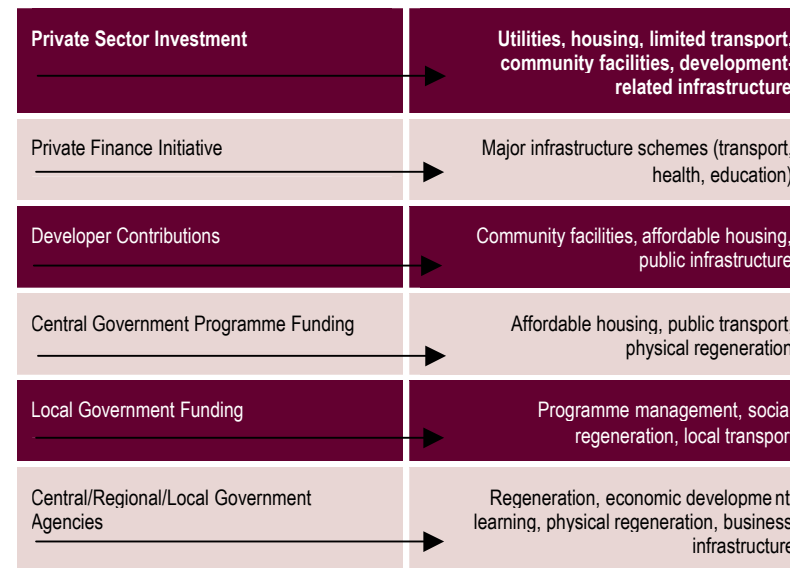 Private Sector Investment
Utilities, housing, limited transport,
community facilities, development-
related infrastructure
Private Finance Initiative
Major infrastructure schemes (transport,
health, education)
Developer Contributions
Community facilities, affordable housing,
public infrastructure
Central Government Programme Funding
Affordable housing, public transport,
physical regeneration
Local Government Funding
Programme management, social
regeneration, local transport
Central/Regional/Local Government
Agencies
Regeneration, economic development,
learning, physical regeneration, business
infrastructure